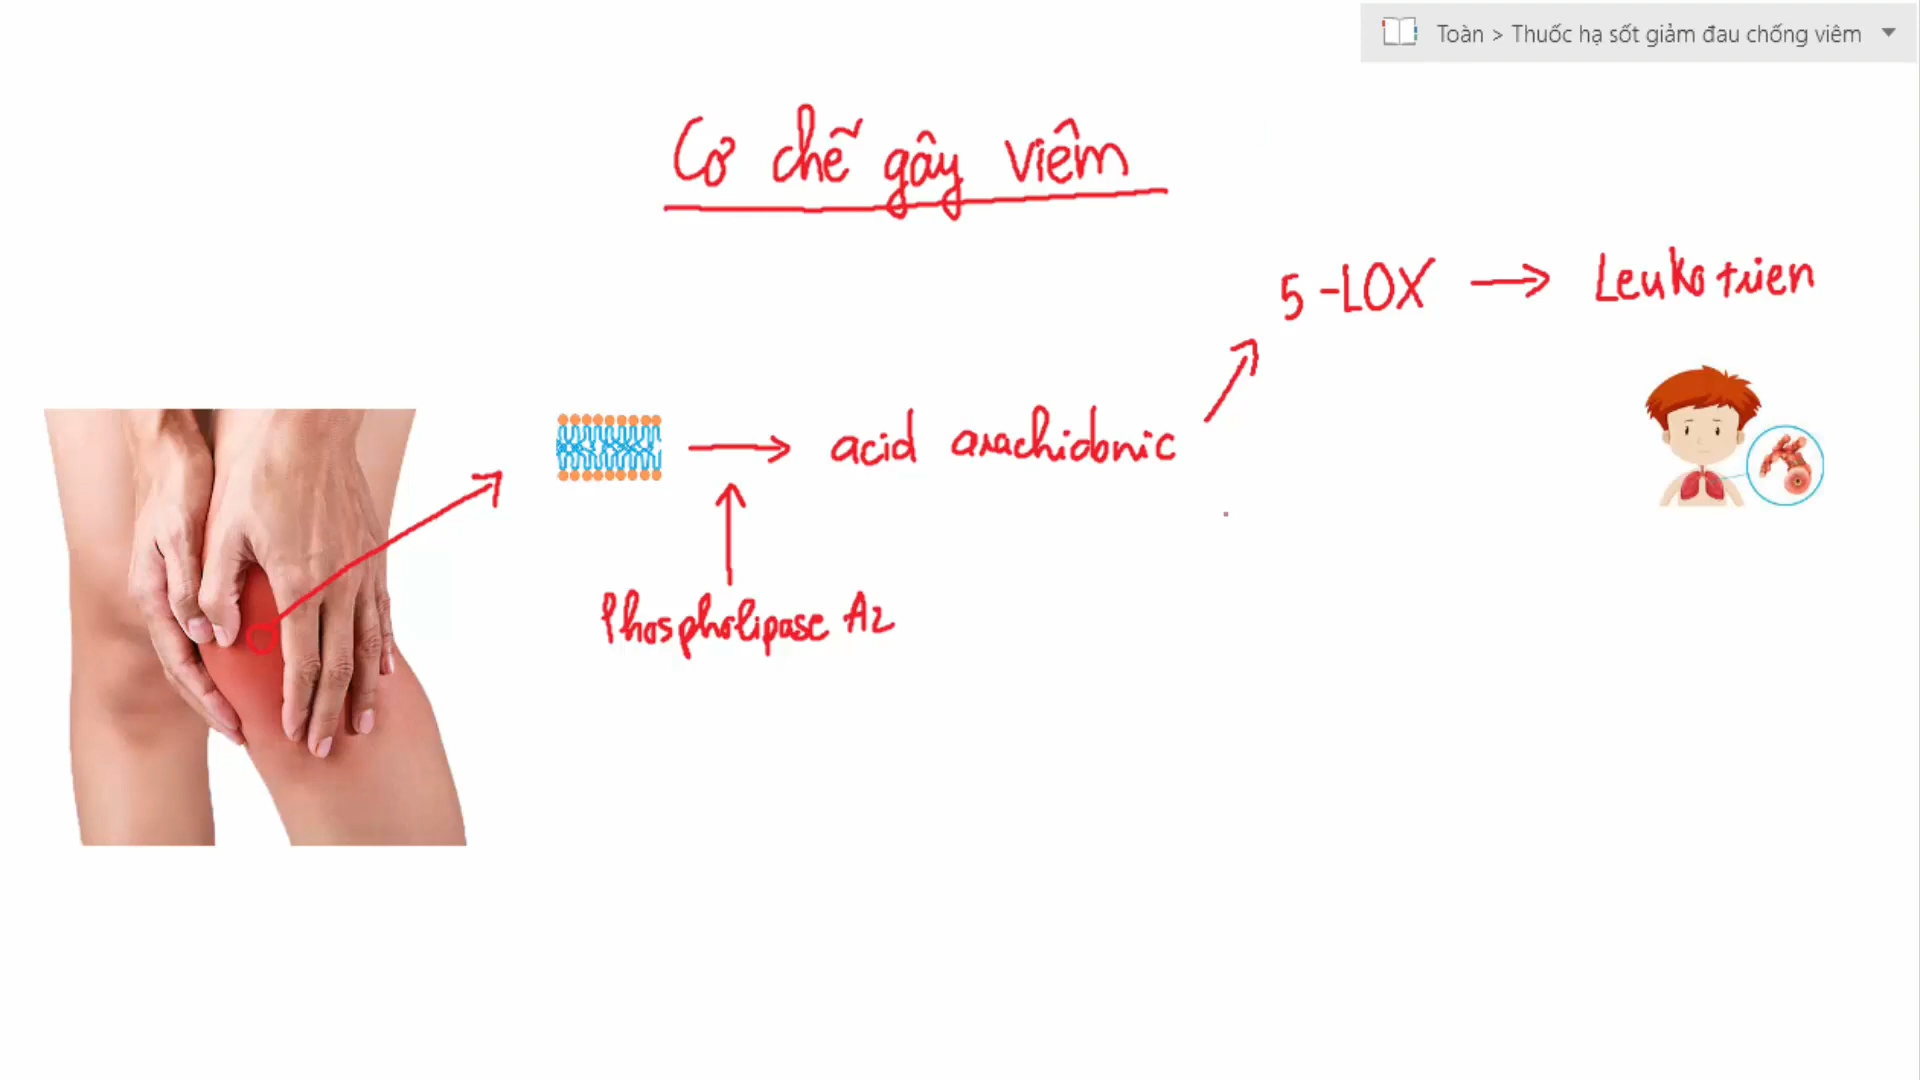 Toàn > Thuốc hạ sốt giảm đau chống viêm
Cơ chế gây viêm
5-LOX → Leukotrien
→ acid arachidonic
Phospholipase A2